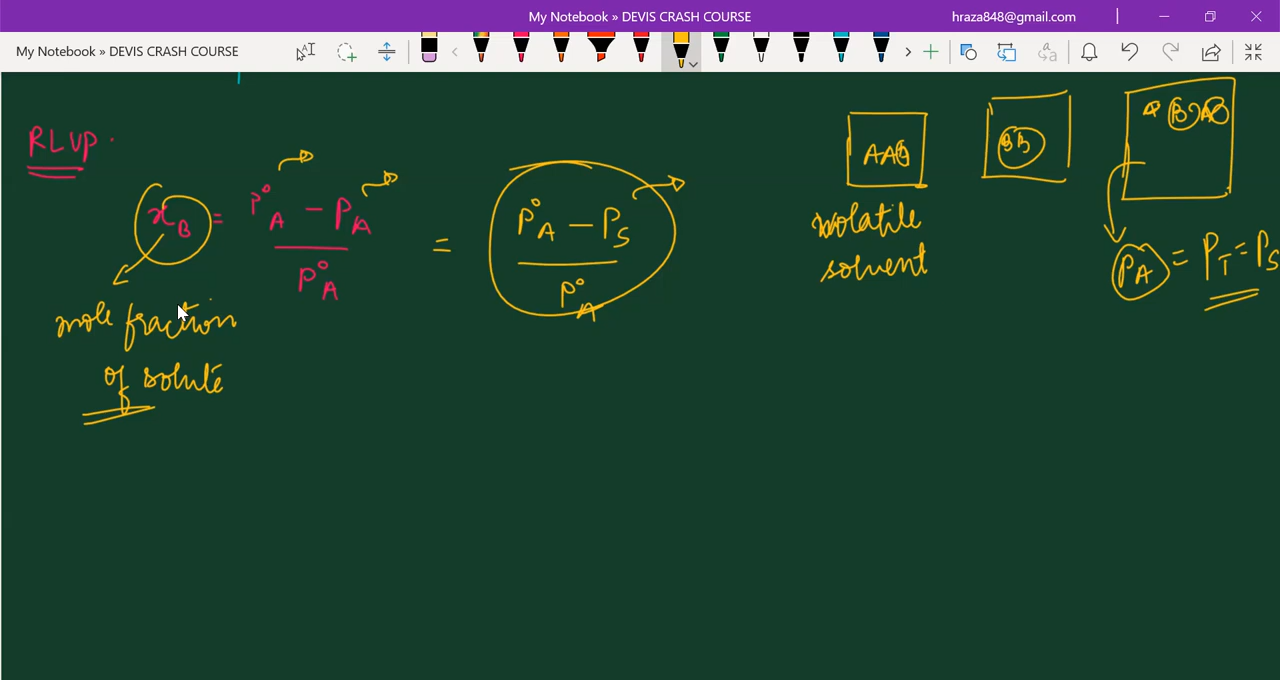 My Notebook » DEVIS CRASH COURSE
hraza848@gmail.com
My Notebook » DEVIS CRASH COURSE
RLVP.
x_B = (P°_A - P_A) / P°_A = (P°_A - P_S) / P°_A
mole fraction
of solute
volatile
solvent
BB
P_A = P_T = P_S